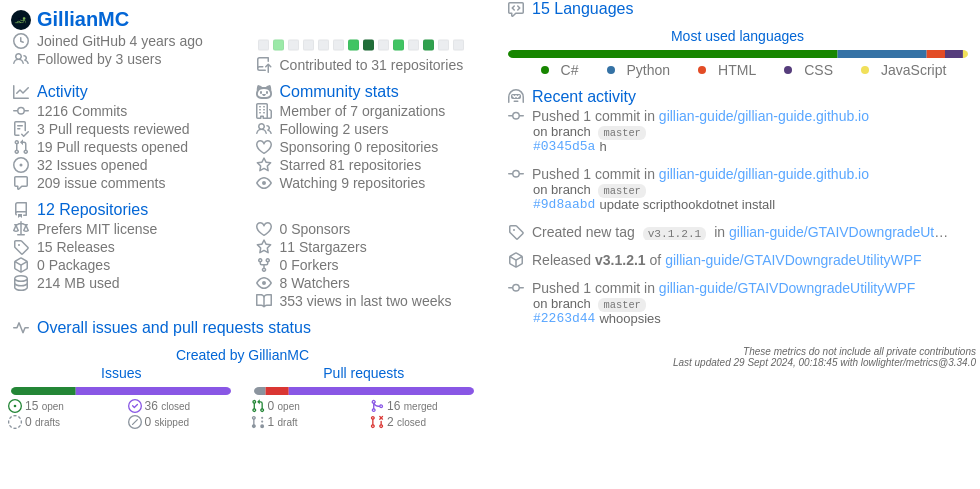 GillianMC
Joined GitHub 4 years ago
Followed by 3 users
Contributed to 31 repositories
Activity
1216 Commits
3 Pull requests reviewed
19 Pull requests opened
32 Issues opened
209 issue comments
Community stats
Member of 7 organizations
Following 2 users
Sponsoring 0 repositories
Starred 81 repositories
Watching 9 repositories
12 Repositories
Prefers MIT license
15 Releases
0 Packages
214 MB used
0 Sponsors
11 Stargazers
0 Forkers
8 Watchers
353 views in last two weeks
Overall issues and pull requests status
Created by GillianMC
Issues
15 open
36 closed
0 drafts
0 skipped
Pull requests
0 open
16 merged
1 draft
2 closed
15 Languages
Most used languages
C# Python HTML CSS JavaScript
Recent activity
Pushed 1 commit in gillian-guide/gillian-guide.github.io
on branch master
#0345d5a h
Pushed 1 commit in gillian-guide/gillian-guide.github.io
on branch master
#9d8aabd update scripthookdotnet install
Created new tag v3.1.2.1 in gillian-guide/GTAIVDowngradeUt…
Released v3.1.2.1 of gillian-guide/GTAIVDowngradeUtilityWPF
Pushed 1 commit in gillian-guide/GTAIVDowngradeUtilityWPF
on branch master
#2263d44 whoopsies
These metrics do not include all private contributions
Last updated 29 Sept 2024, 00:18:45 with lowlighter/metrics@3.34.0